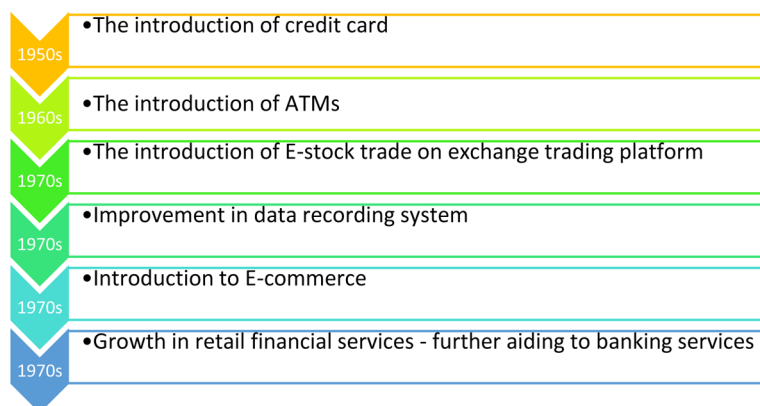 •The introduction of credit card
1950s
•The introduction of ATMs
1960s
•The introduction of E-stock trade on exchange trading platform
1970s
•Improvement in data recording system
1970s
•Introduction to E-commerce
1970s
•Growth in retail financial services - further aiding to banking services
1970s